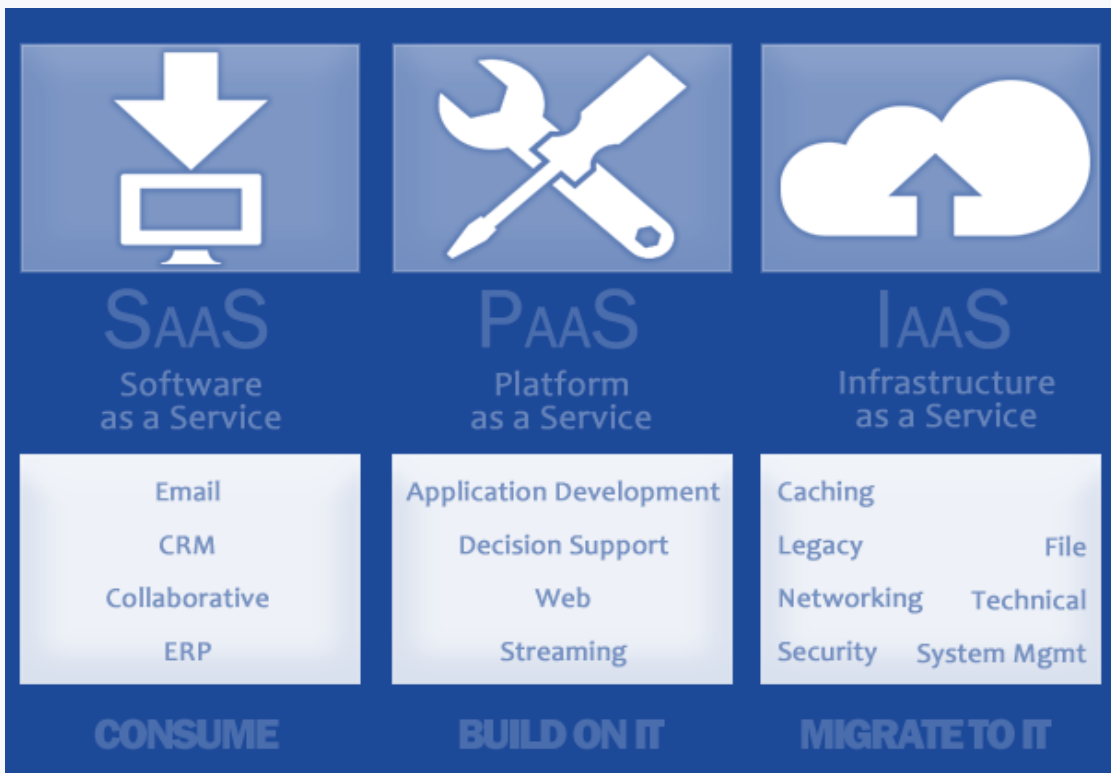 SAAS
Software
as a Service
Email
CRM
Collaborative
ERP
CONSUME
PAAS
Platform
as a Service
Application Development
Decision Support
Web
Streaming
BUILD ON IT
IAAS
Infrastructure
as a Service
Caching
Legacy File
Networking Technical
Security System Mgmt
MIGRATE TO IT